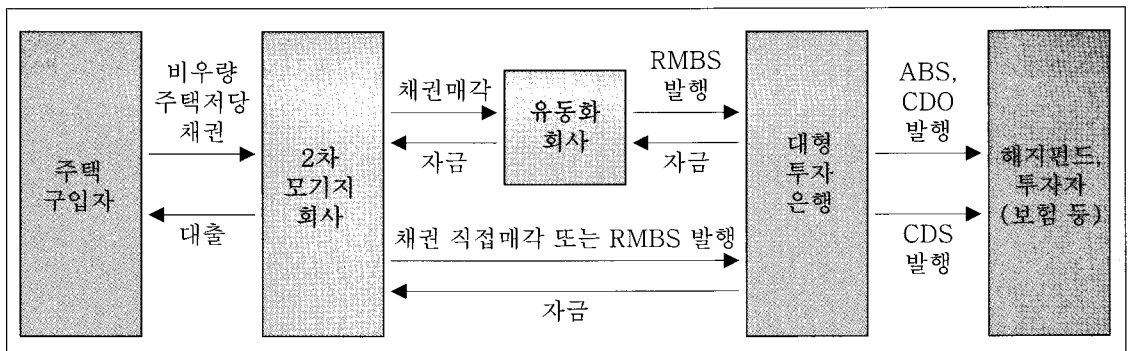 주택
구입자
비우량
주택저당
채권
대출
2차
모기지
회사
채권매각
자금
유동화
회사
RMBS
발행
자금
채권 직접매각 또는 RMBS 발행
자금
대형
투자
은행
ABS,
CDO
발행
CDS
발행
해지펀드,
투자자
(보험 등)